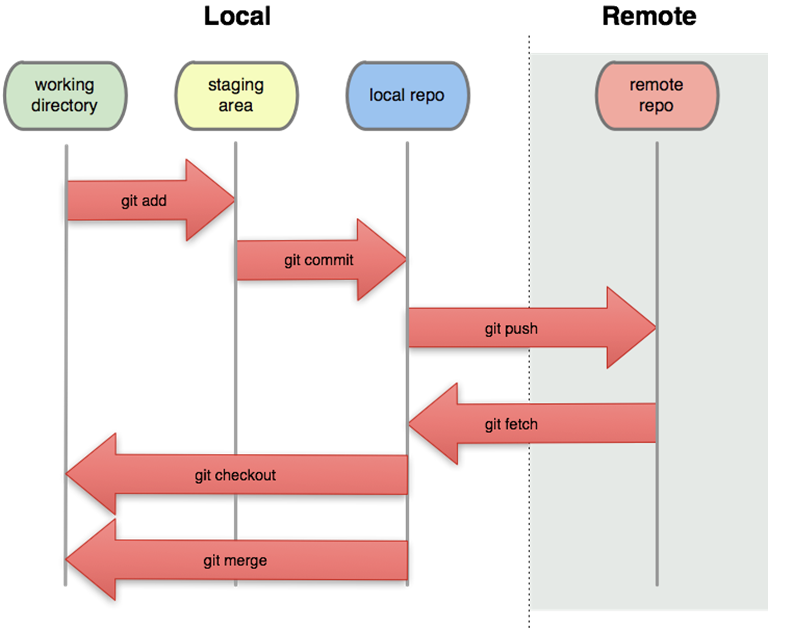 Local
Remote
working
directory
staging
area
local repo
remote
repo
git add
git commit
git push
git fetch
git checkout
git merge